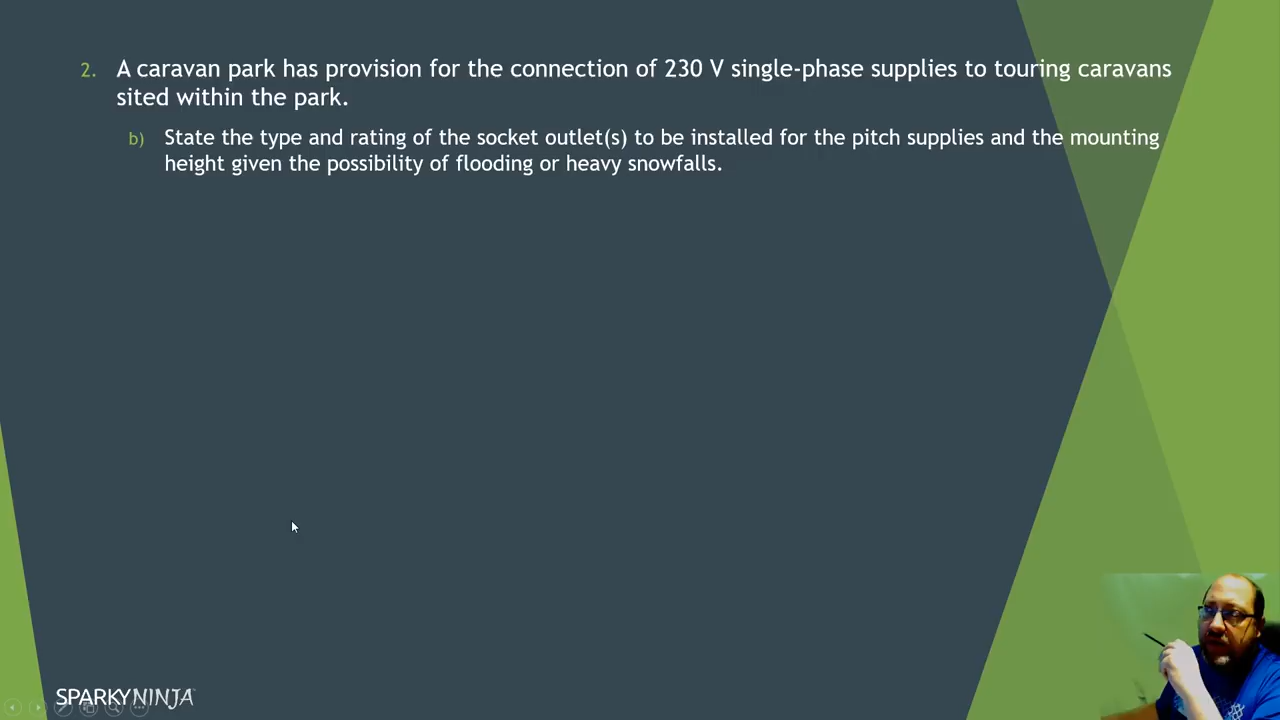 2. A caravan park has provision for the connection of 230 V single-phase supplies to touring caravans
sited within the park.
b) State the type and rating of the socket outlet(s) to be installed for the pitch supplies and the mounting
height given the possibility of flooding or heavy snowfalls.
SPARKYNINJA